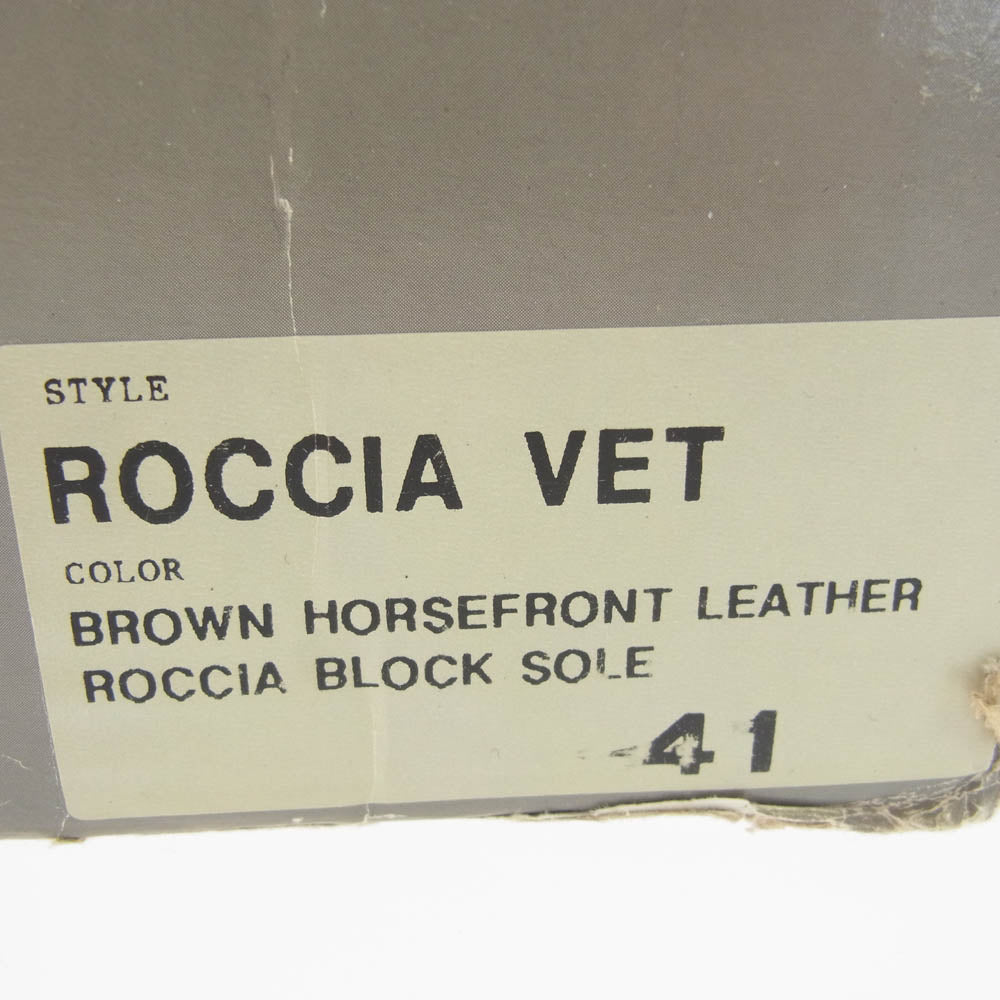 STYLE
ROCCIA VET
COLOR
BROWN HORSEFRONT LEATHER
ROCCIA BLOCK SOLE
41